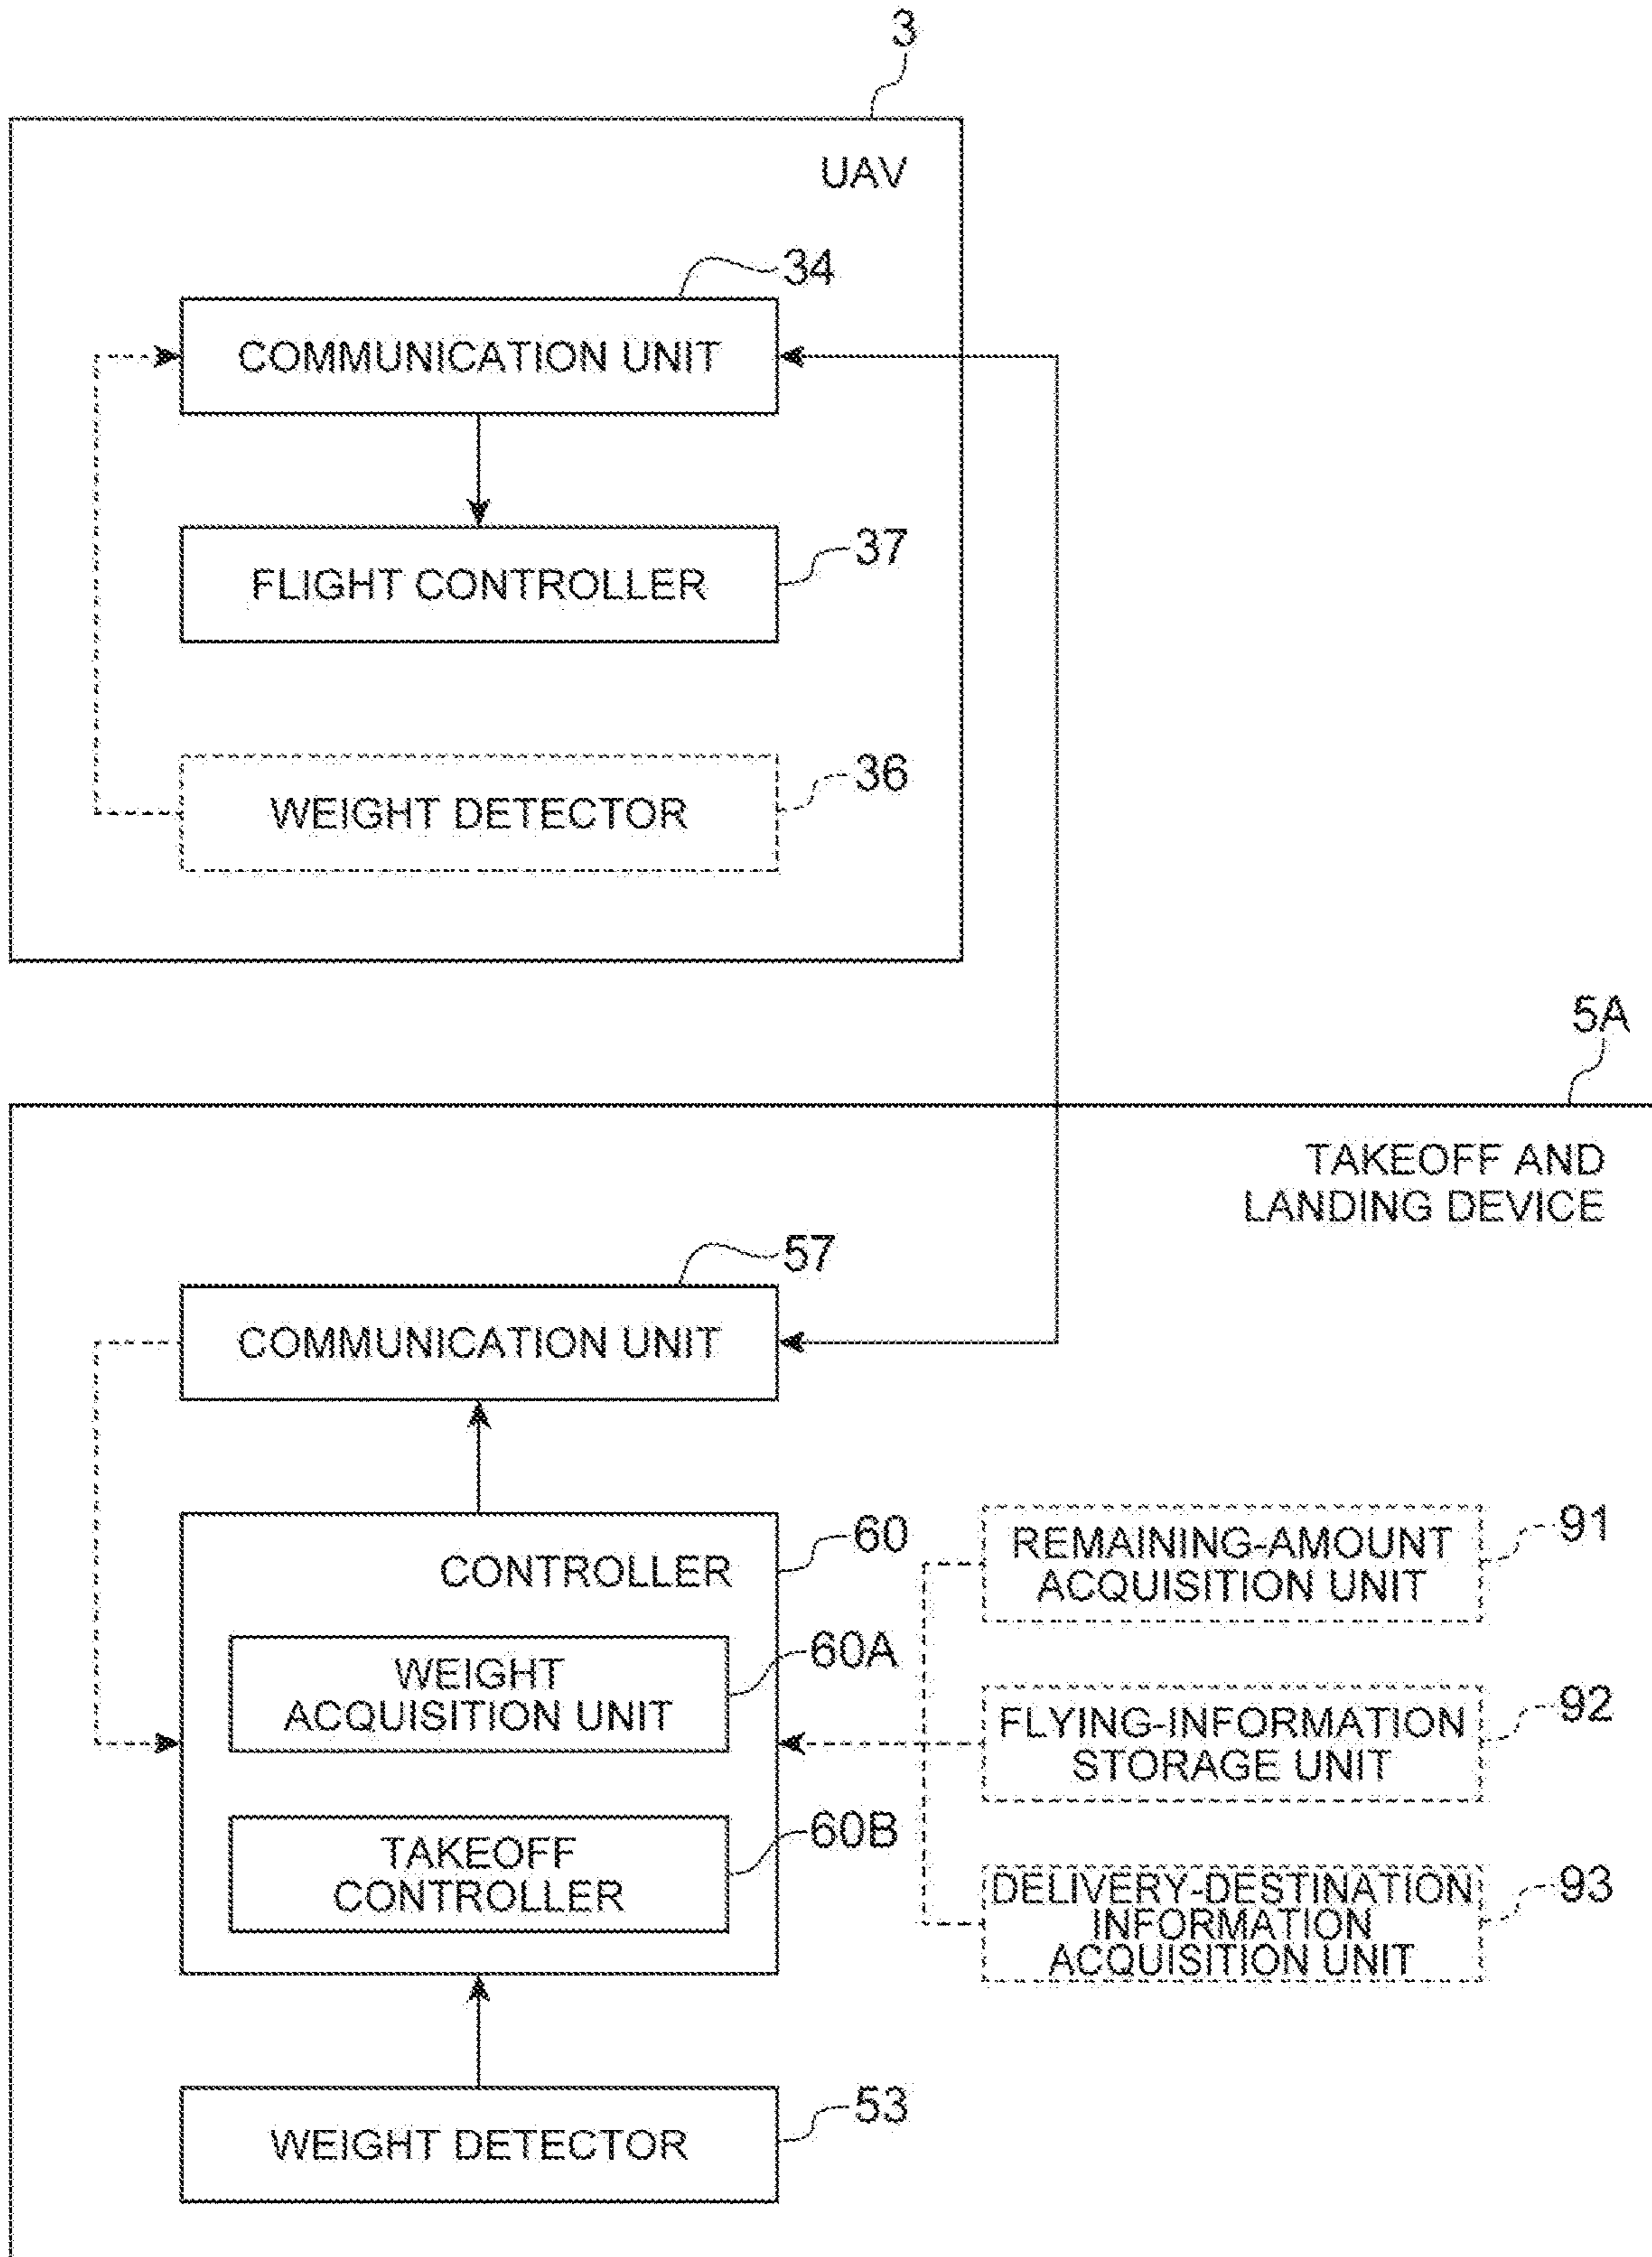 3
UAV
34
COMMUNICATION UNIT
FLIGHT CONTROLLER
37
WEIGHT DETECTOR
36
5A
TAKEOFF AND
LANDING DEVICE
57
COMMUNICATION UNIT
60
CONTROLLER
60A
WEIGHT
ACQUISITION UNIT
60B
TAKEOFF
CONTROLLER
REMAINING-AMOUNT
ACQUISITION UNIT
91
FLYING-INFORMATION
STORAGE UNIT
92
DELIVERY-DESTINATION
INFORMATION
ACQUISITION UNIT
93
WEIGHT DETECTOR
53